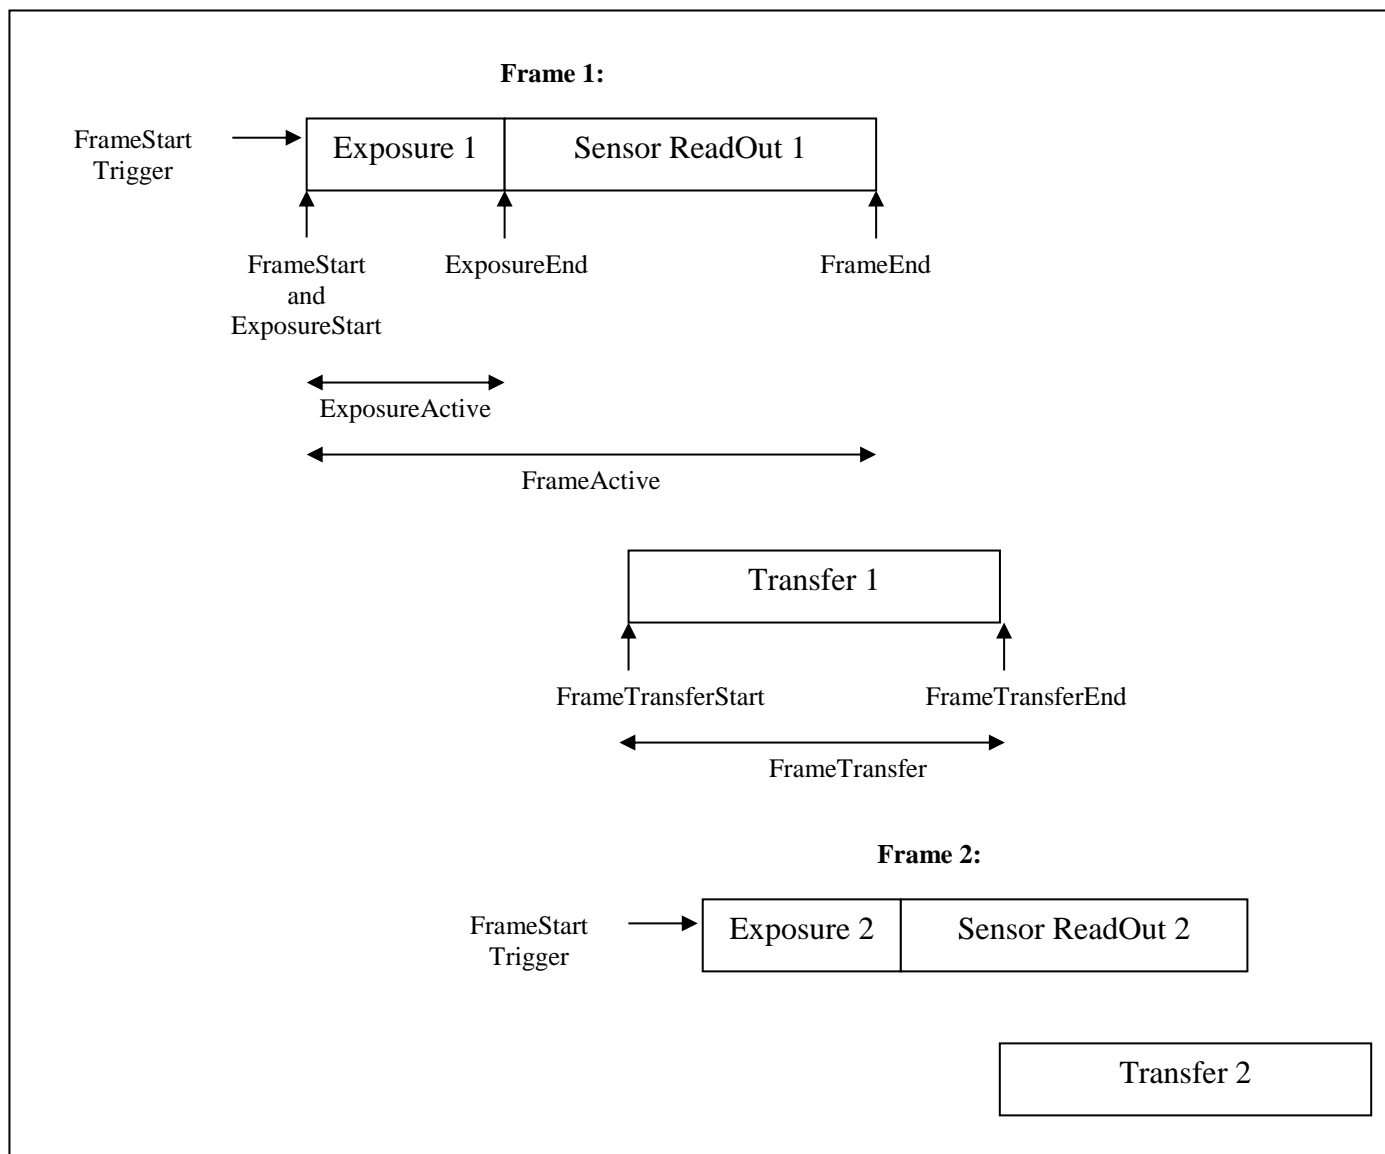 Frame 1:
FrameStart
Trigger
Exposure 1
Sensor ReadOut 1
FrameStart
and
ExposureStart
ExposureEnd
FrameEnd
ExposureActive
FrameActive
Transfer 1
FrameTransferStart
FrameTransferEnd
FrameTransfer
Frame 2:
FrameStart
Trigger
Exposure 2
Sensor ReadOut 2
Transfer 2